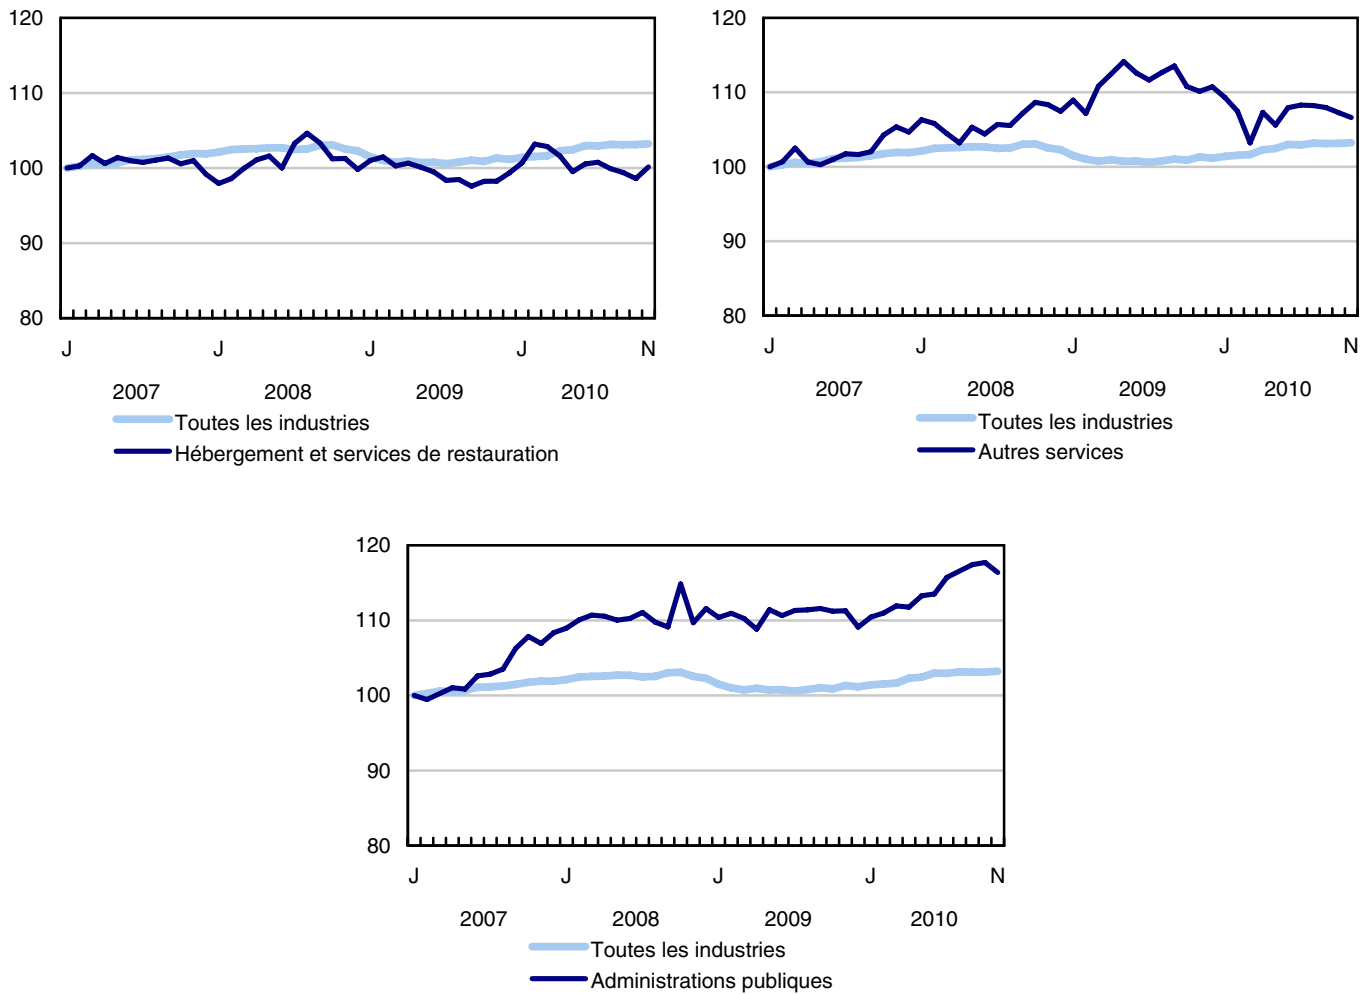 120
110
100
90
80
J J J J N
2007 2008 2009 2010
Toutes les industries
Hébergement et services de restauration
120
110
100
90
80
J J J J N
2007 2008 2009 2010
Toutes les industries
Autres services
120
110
100
90
80
J J J J N
2007 2008 2009 2010
Toutes les industries
Administrations publiques